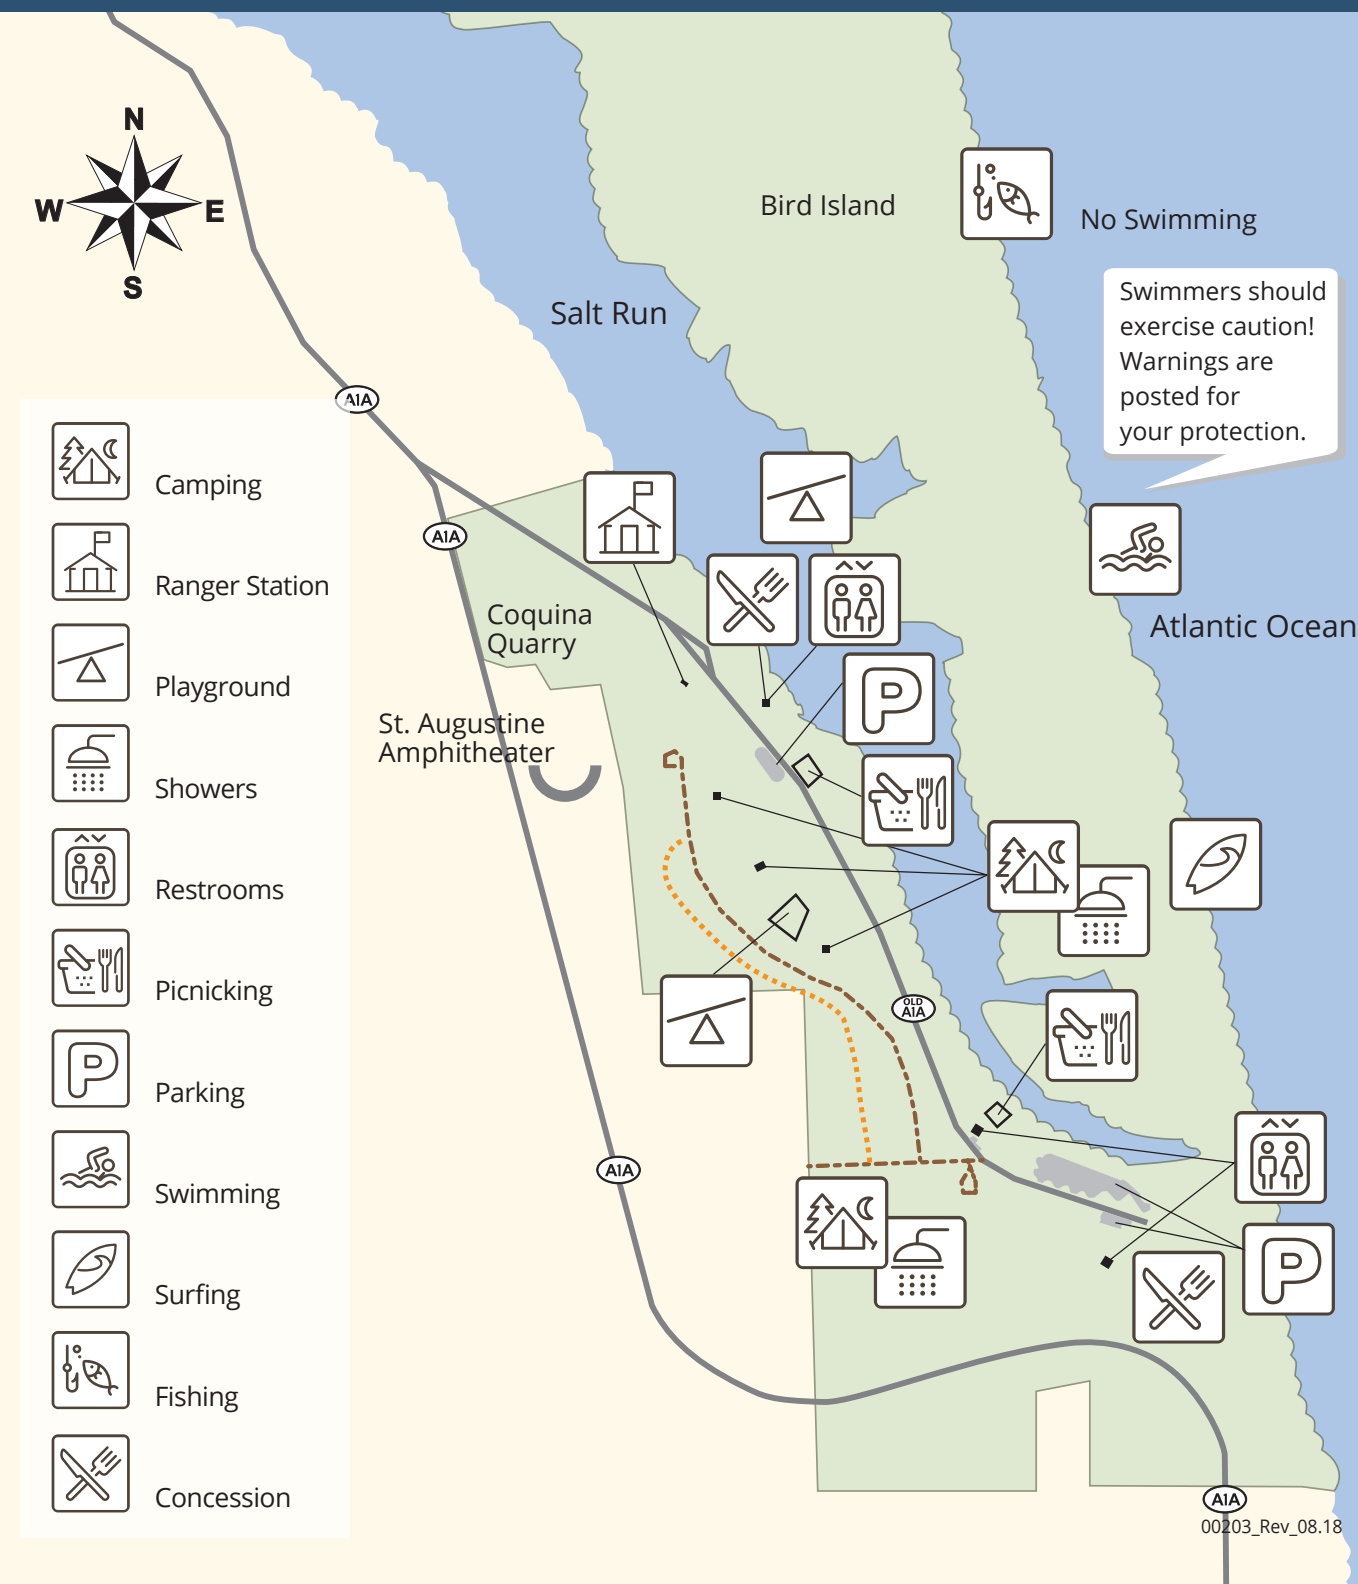 N
W
E
S
Bird Island
No Swimming
Swimmers should
exercise caution!
Warnings are
posted for
your protection.
Salt Run
A1A
A1A
Camping
Ranger Station
Playground
Showers
Restrooms
Picnicking
P
Parking
Swimming
Surfing
Fishing
Concession
Coquina
Quarry
St. Augustine
Amphitheater
Atlantic Ocean
P
OLD
A1A
A1A
P
A1A
00203_Rev_08.18